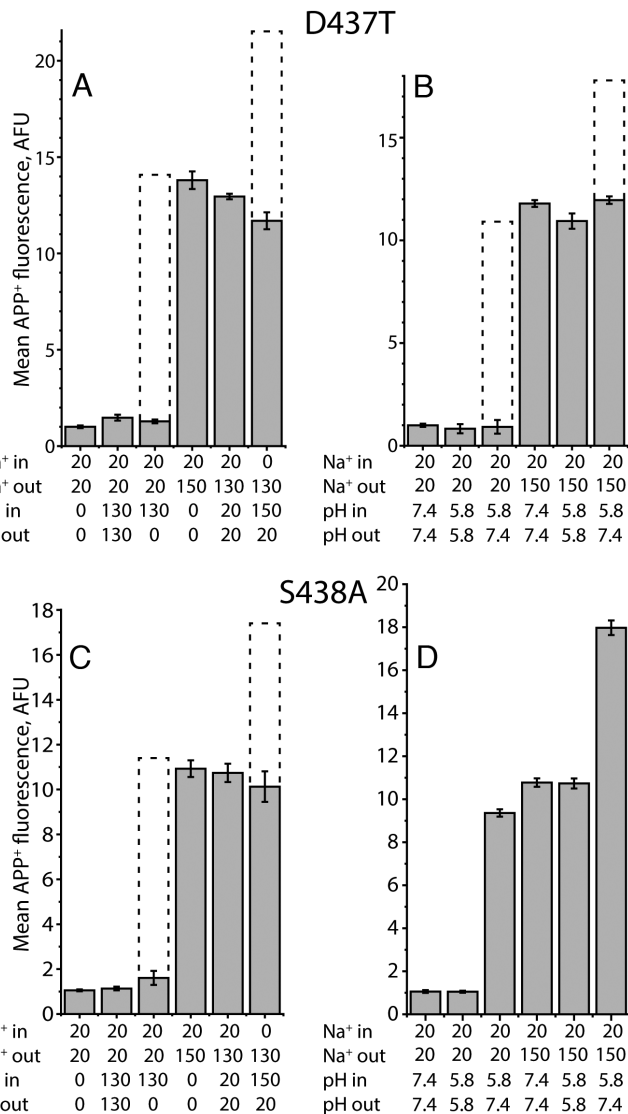 D437T
A
B
Mean APP⁺ fluorescence, AFU
20
15
10
5
0
15
10
5
0
⁺ in 20 20 20 20 20 0
⁺ out 20 20 20 150 130 130
in 0 130 130 0 20 150
out 0 130 0 0 20 20
Na⁺ in 20 20 20 20 20 20
Na⁺ out 20 20 20 150 150 150
pH in 7.4 5.8 5.8 7.4 5.8 5.8
pH out 7.4 5.8 7.4 7.4 5.8 7.4
S438A
C
D
Mean APP⁺ fluorescence, AFU
18
16
14
12
10
8
6
4
2
0
20
18
16
14
12
10
8
6
4
2
0
⁺ in 20 20 20 20 20 0
⁺ out 20 20 20 150 130 130
in 0 130 130 0 20 150
out 0 130 0 0 20 20
Na⁺ in 20 20 20 20 20 20
Na⁺ out 20 20 20 150 150 150
pH in 7.4 5.8 5.8 7.4 5.8 5.8
pH out 7.4 5.8 7.4 7.4 5.8 7.4